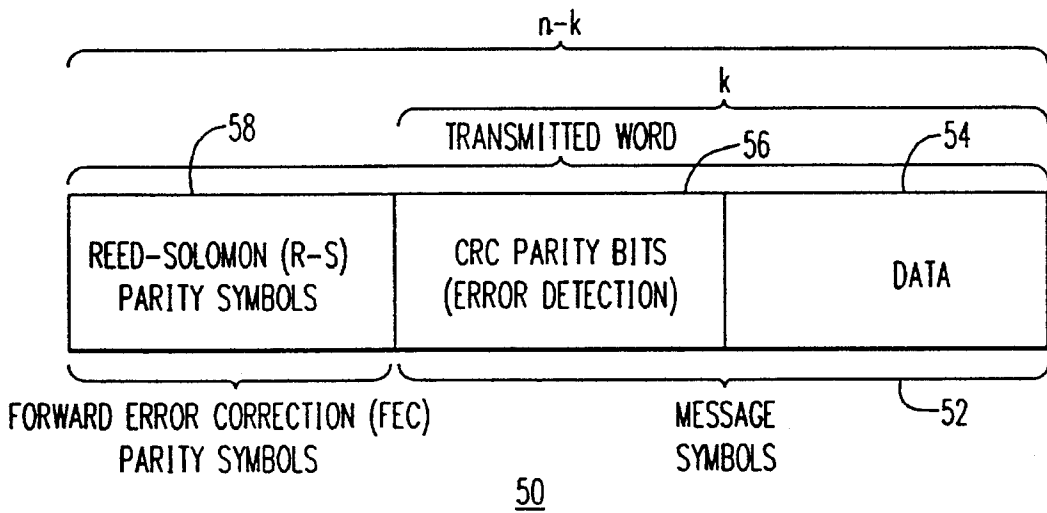 n-k
k
58
TRANSMITTED WORD
56
54
REED-SOLOMON (R-S)
PARITY SYMBOLS
CRC PARITY BITS
(ERROR DETECTION)
DATA
FORWARD ERROR CORRECTION (FEC)
PARITY SYMBOLS
MESSAGE
SYMBOLS
52
50